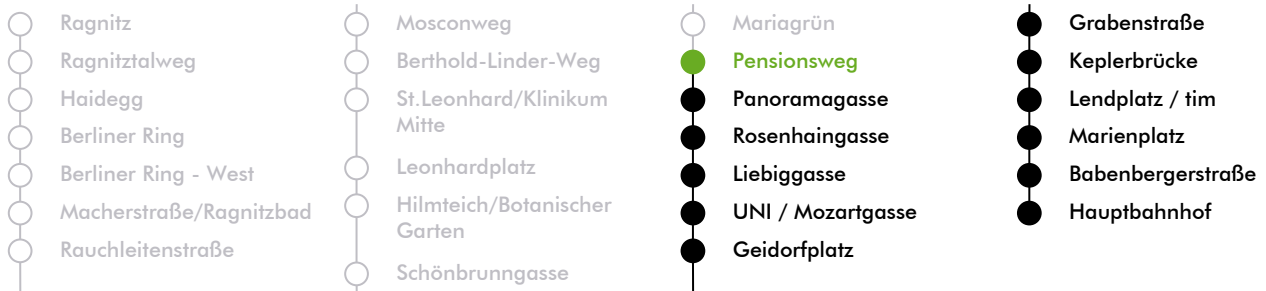 Ragnitz
Ragnitztalweg
Haidegg
Berliner Ring
Berliner Ring - West
Macherstraße/Ragnitzbad
Rauchleitenstraße
Mosconweg
Berthold-Linder-Weg
St.Leonhard/Klinikum
Mitte
Leonhardplatz
Hilmteich/Botanischer
Garten
Schönbrunngasse
Mariagrün
Pensionsweg
Panoramagasse
Rosenhaingasse
Liebiggasse
UNI / Mozartgasse
Geidorfplatz
Grabenstraße
Keplerbrücke
Lendplatz / tim
Marienplatz
Babenbergerstraße
Hauptbahnhof